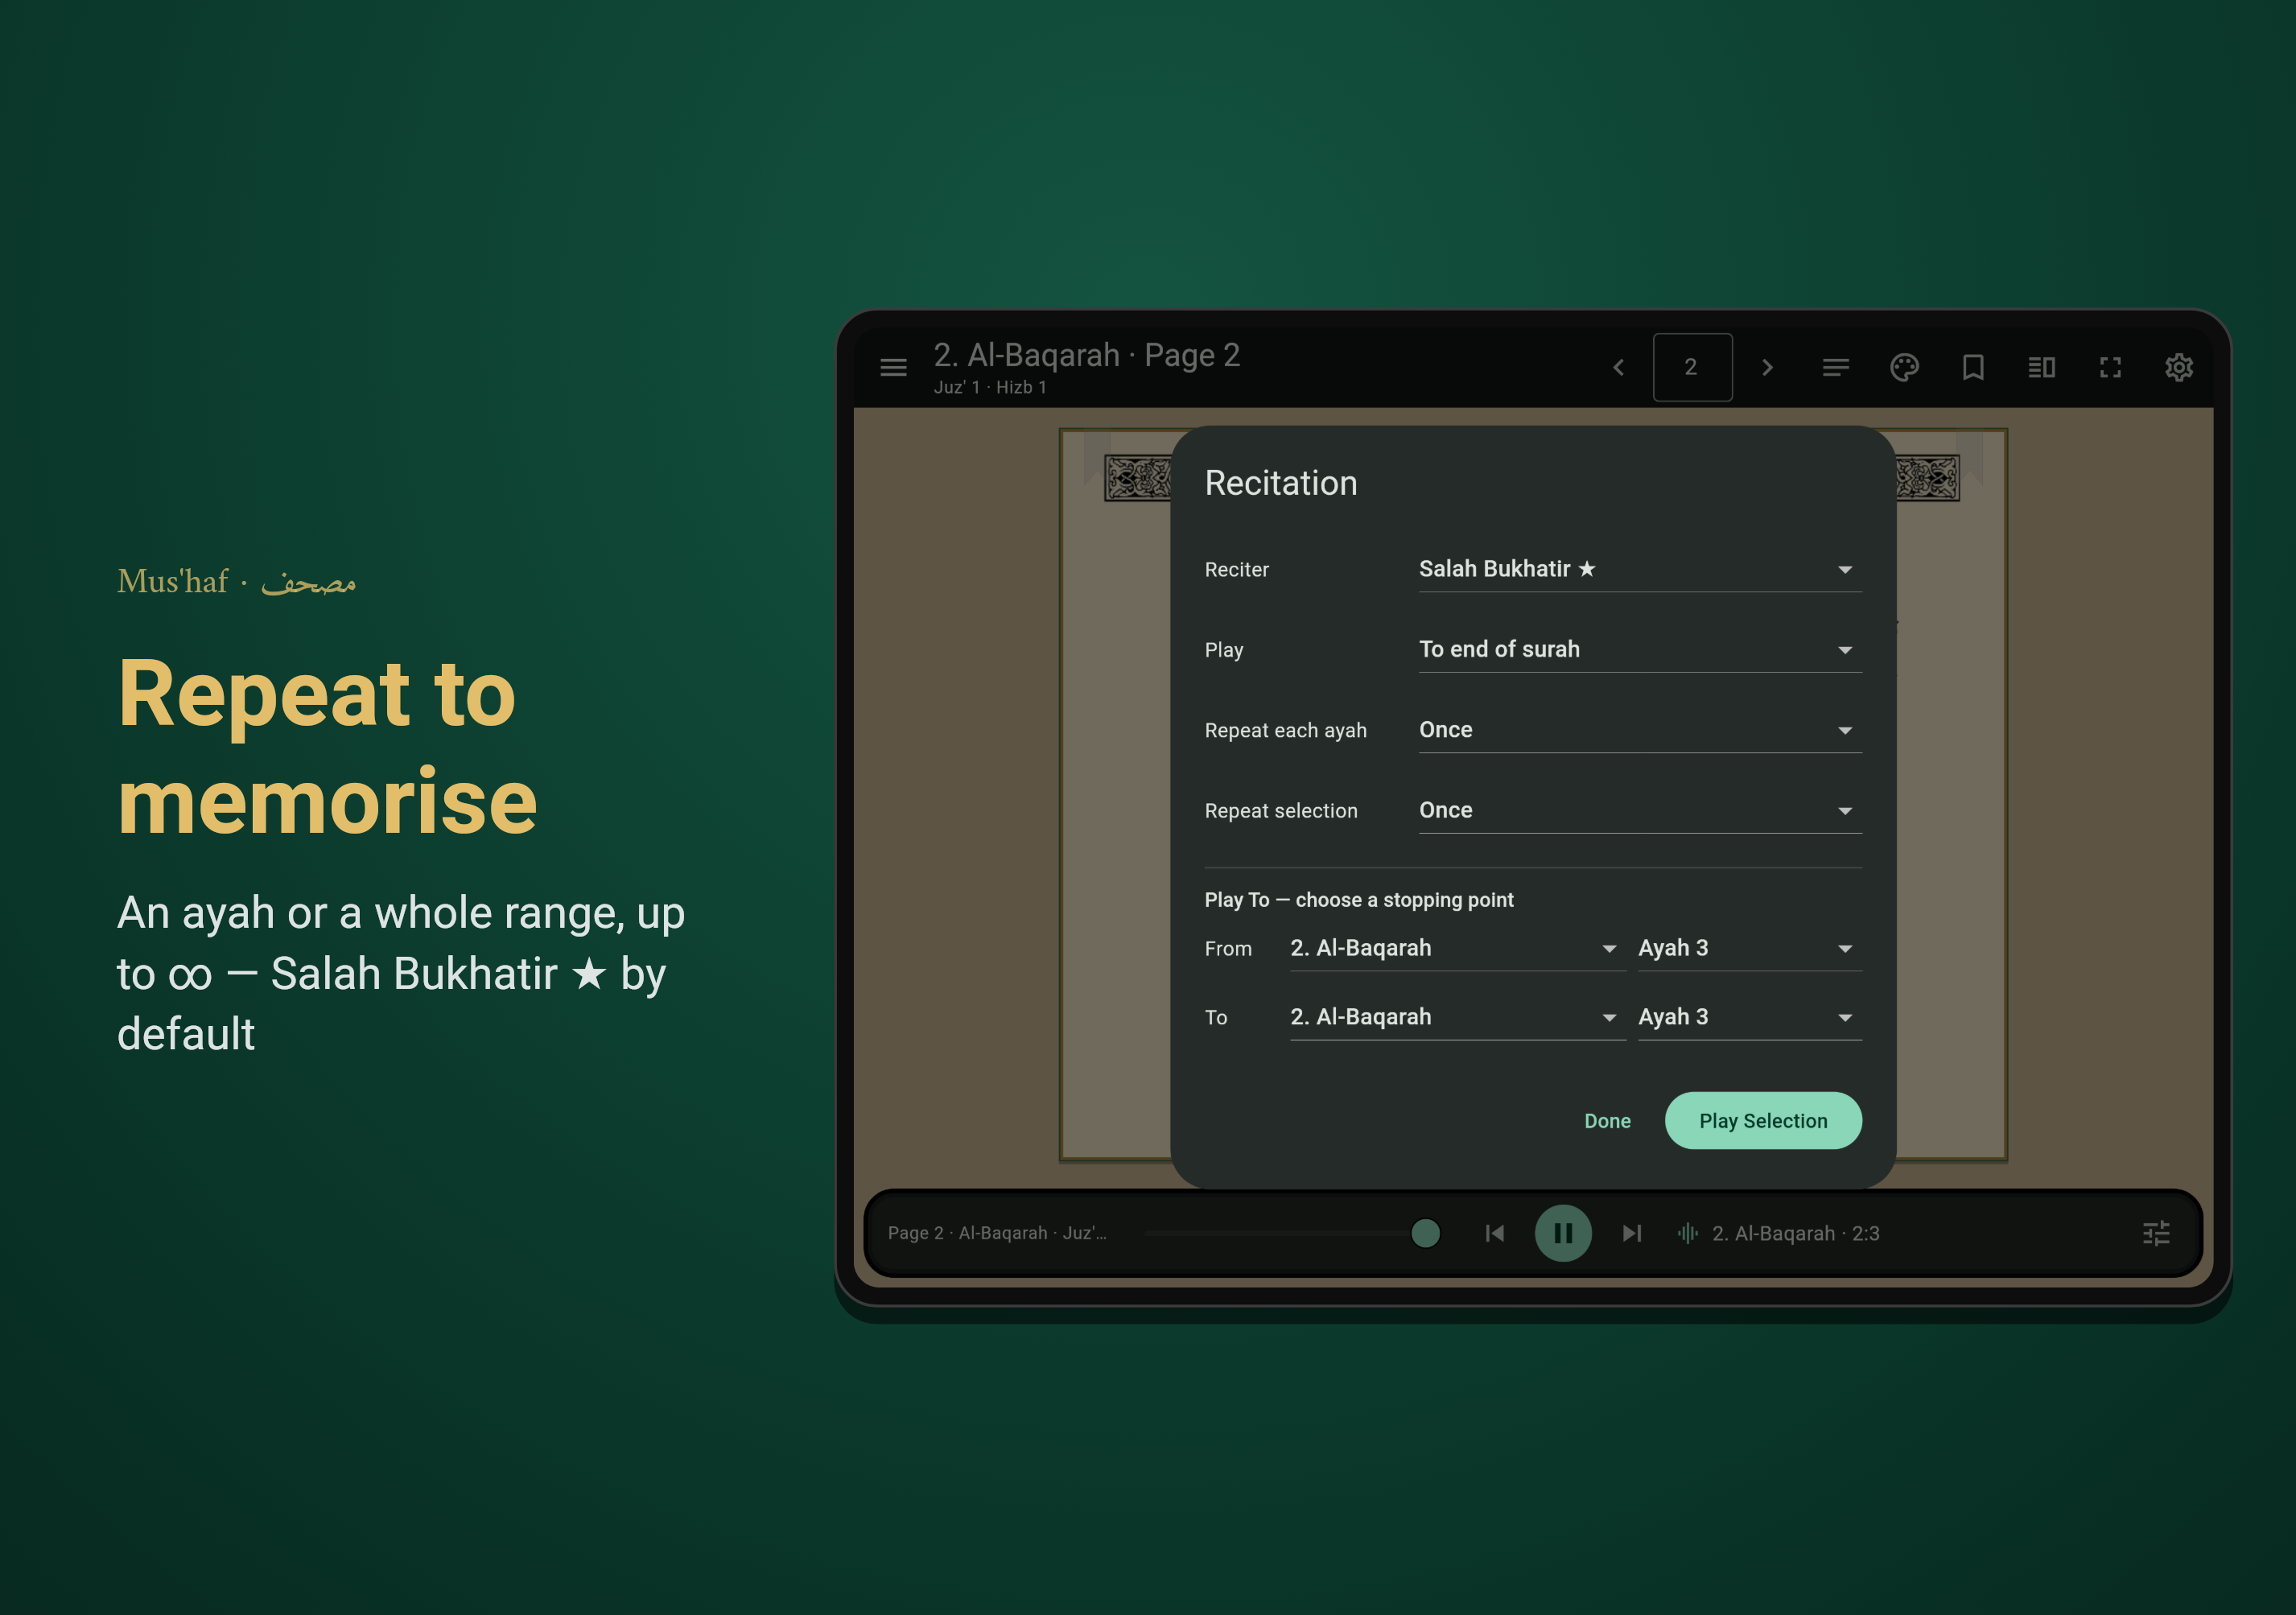 Mus'haf · مصحف
Repeat to
memorise
An ayah or a whole range, up
to ∞ — Salah Bukhatir ★ by
default
2. Al-Baqarah · Page 2
Juz' 1 · Hizb 1
2
Recitation
Reciter Salah Bukhatir ★
Play To end of surah
Repeat each ayah Once
Repeat selection Once
Play To — choose a stopping point
From 2. Al-Baqarah Ayah 3
To 2. Al-Baqarah Ayah 3
Done Play Selection
Page 2 · Al-Baqarah · Juz'… 2. Al-Baqarah · 2:3